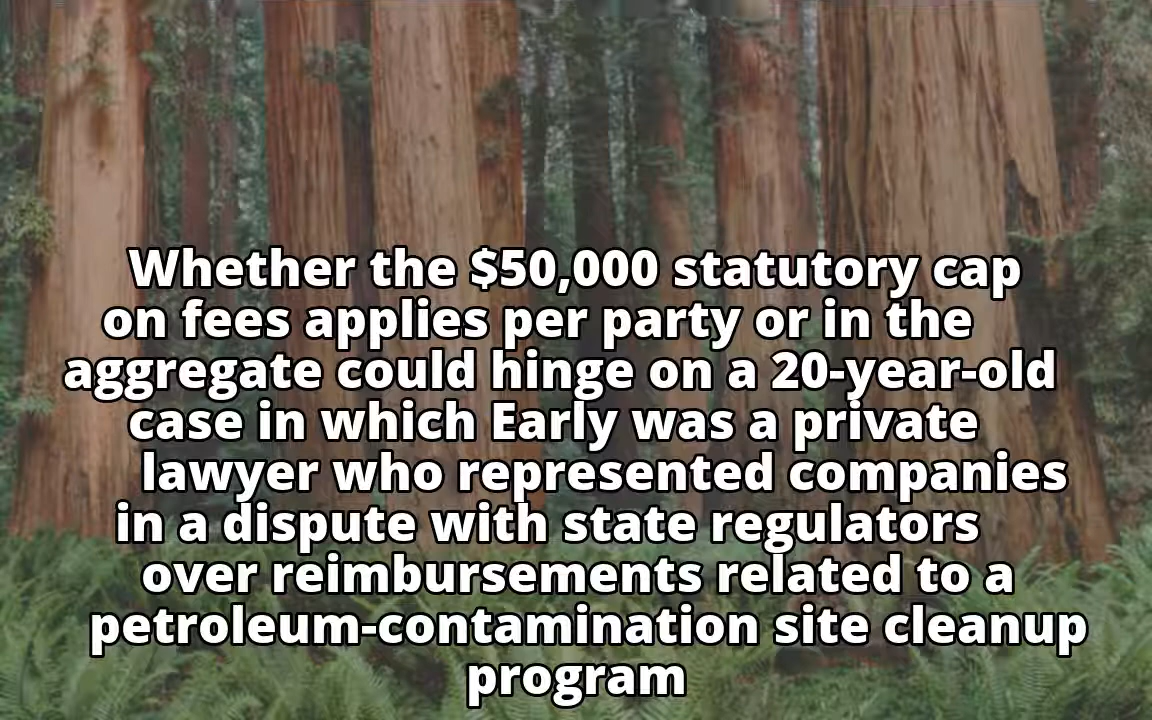 Whether the $50,000 statutory cap
on fees applies per party or in the
aggregate could hinge on a 20-year-old
case in which Early was a private
lawyer who represented companies
in a dispute with state regulators
over reimbursements related to a
petroleum-contamination site cleanup
program